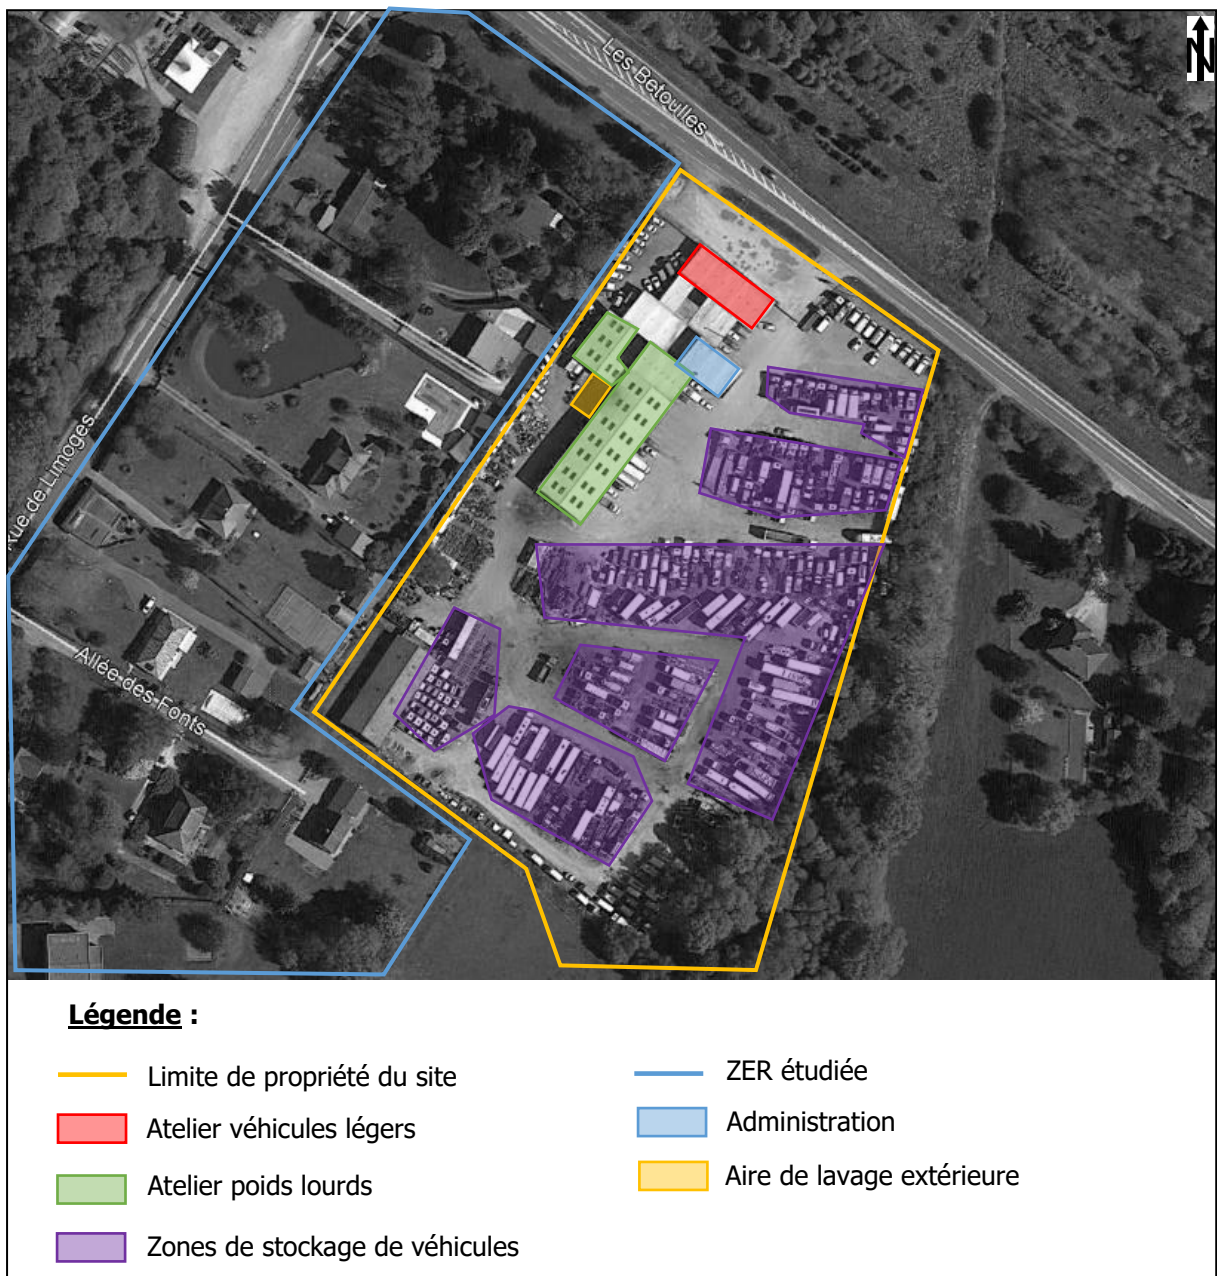 N
Les Betoulles
Rue de Limoges
Allée des Fonts
Légende :
Limite de propriété du site
ZER étudiée
Atelier véhicules légers
Administration
Atelier poids lourds
Aire de lavage extérieure
Zones de stockage de véhicules